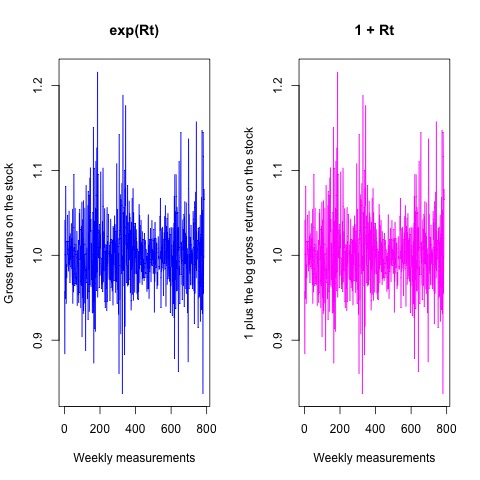 exp(Rt)
Gross returns on the stock
0.9 1.0 1.1 1.2
0 200 400 600 800
Weekly measurements
1 + Rt
1 plus the log gross returns on the stock
0.9 1.0 1.1 1.2
0 200 400 600 800
Weekly measurements